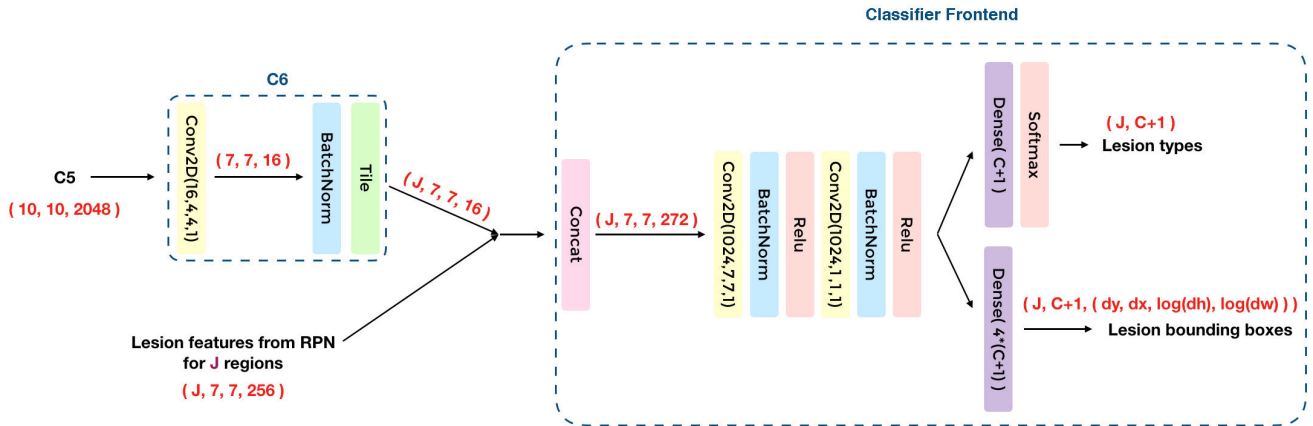 Classifier Frontend
C6
C5
( 10, 10, 2048 )
Conv2D(16,4,4,1)
( 7, 7, 16 )
BatchNorm
Tile
( J, 7, 7, 16 )
Lesion features from RPN
for J regions
( J, 7, 7, 256 )
Concat
( J, 7, 7, 272 )
Conv2D(1024,7,7,1)
BatchNorm
Relu
Conv2D(1024,1,1,1)
BatchNorm
Relu
Dense( C+1 )
Softmax
( J, C+1 )
Lesion types
Dense( 4*(C+1) )
( J, C+1, ( dy, dx, log(dh), log(dw) ) )
Lesion bounding boxes